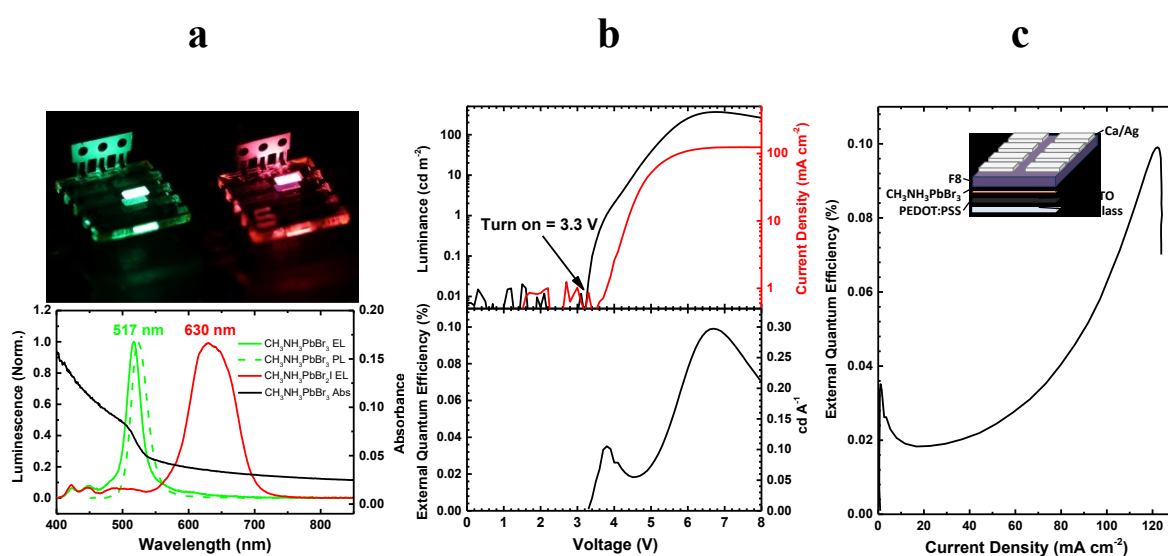 a
b
c
517 nm
630 nm
CH₃NH₃PbBr₃ EL
CH₃NH₃PbBr₃ PL
CH₃NH₃PbBr₂I EL
CH₃NH₃PbBr₃ Abs
Luminescence (Norm.)
1.2
1.0
0.8
0.6
0.4
0.2
0.0
Absorbance
0.20
0.15
0.10
0.05
0.00
400 500 600 700 800
Wavelength (nm)
Luminance (cd m⁻²)
100
10
1
0.1
0.01
Turn on = 3.3 V
Current Density (mA cm⁻²)
100
10
1
External Quantum Efficiency (%)
0.10
0.08
0.06
0.04
0.02
0.00
cd A⁻¹
0.30
0.25
0.20
0.15
0.10
0.05
0.00
0 1 2 3 4 5 6 7 8
Voltage (V)
External Quantum Efficiency (%)
0.10
0.08
0.06
0.04
0.02
0.00
Ca/Ag
F8
CH₃NH₃PbBr₃
PEDOT:PSS
TO
lass
0 20 40 60 80 100 120
Current Density (mA cm⁻²)